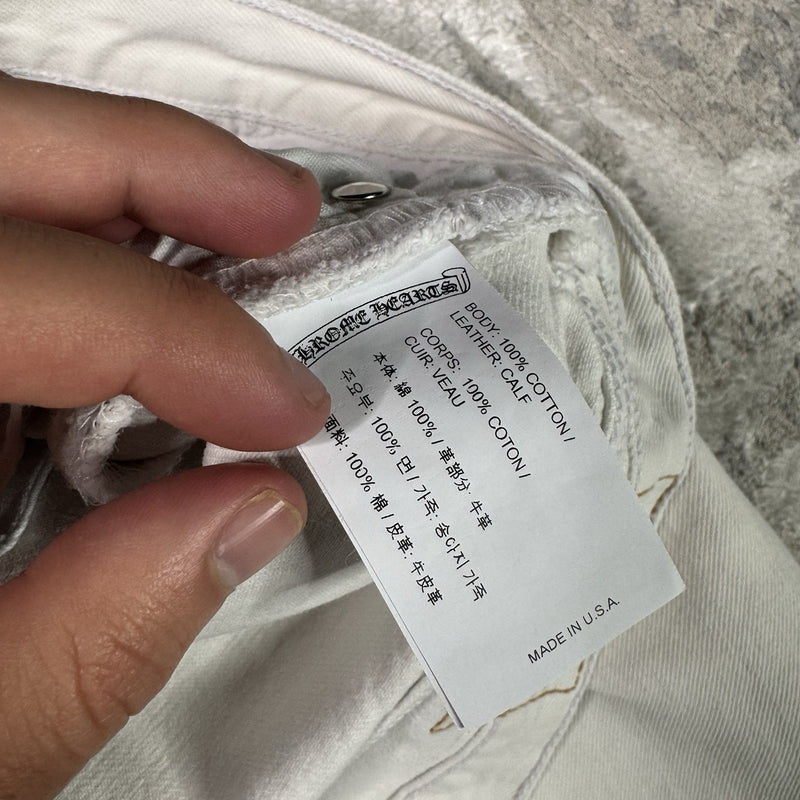 CHROME HEARTS
BODY: 100% COTTON /
LEATHER: CALF
CORPS: 100% COTON /
CUIR: VEAU
本体: 綿 100% / 革部分: 牛革
주요부: 100% 면 / 가죽: 송아지 가죽
面料: 100% 棉 / 皮革: 牛皮革
MADE IN U.S.A.